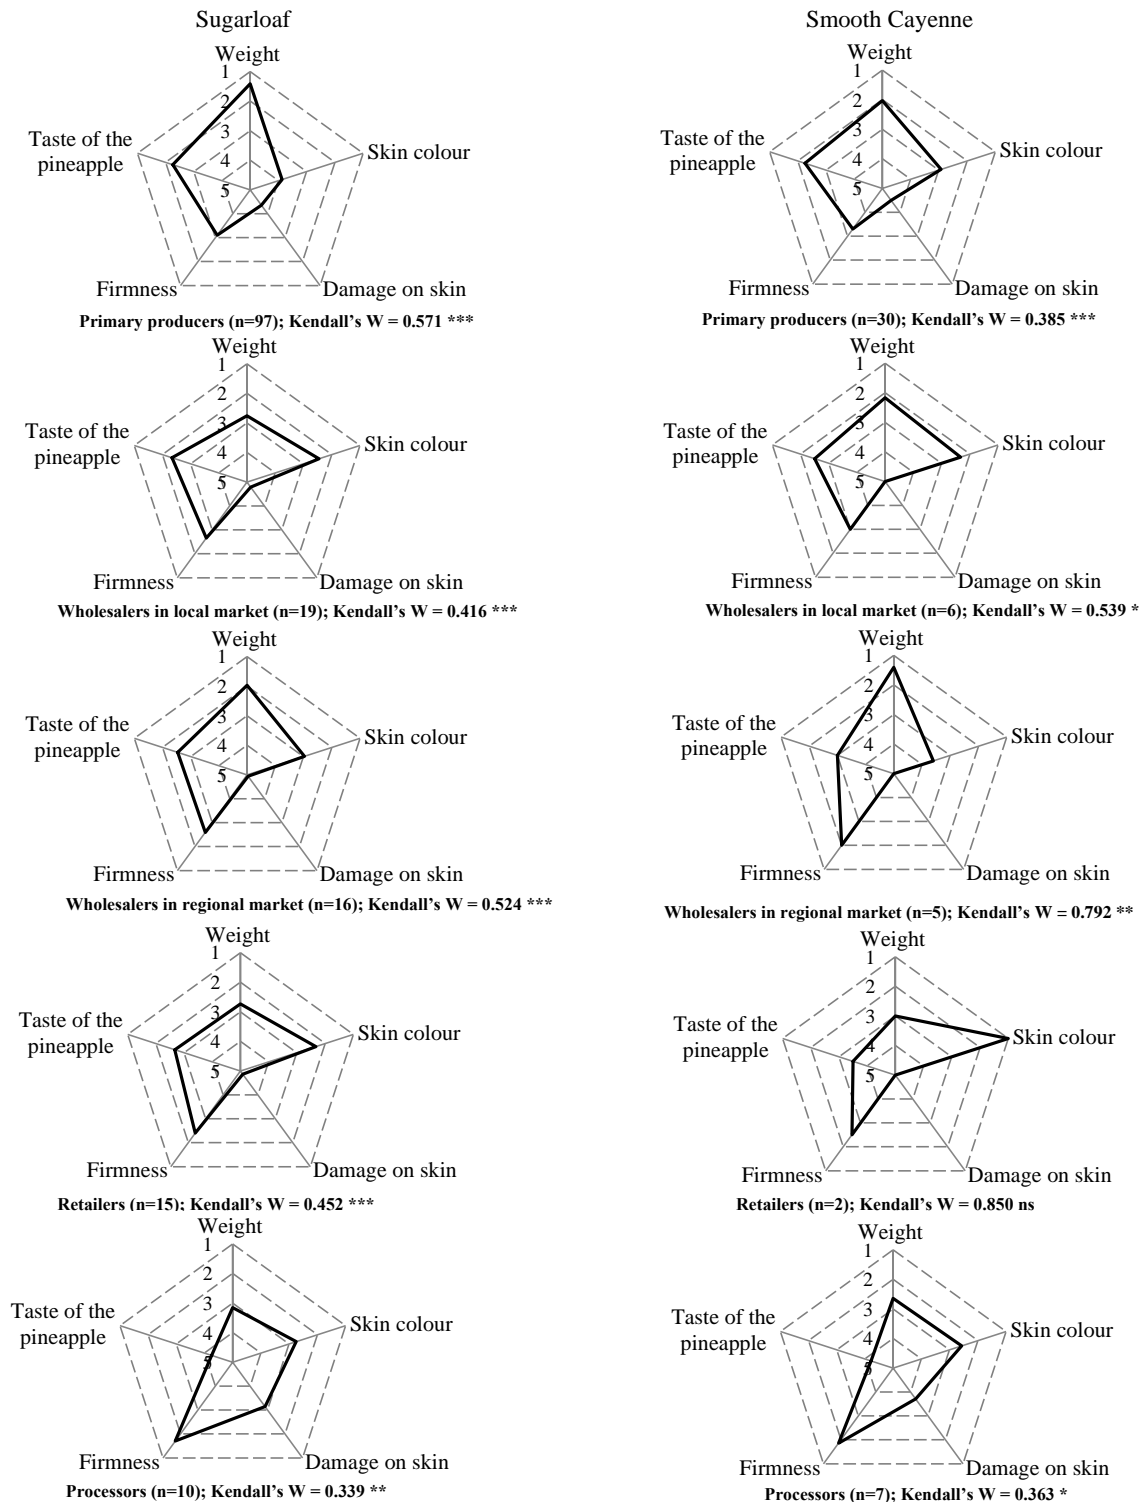 Sugarloaf
Smooth Cayenne
Weight
1
2
3
4
5
Taste of the
pineapple
Skin colour
Firmness
Damage on skin
Primary producers (n=97); Kendall's W = 0.571 ***
Weight
1
2
3
4
5
Taste of the
pineapple
Skin colour
Firmness
Damage on skin
Primary producers (n=30); Kendall's W = 0.385 ***
Weight
1
2
3
4
5
Taste of the
pineapple
Skin colour
Firmness
Damage on skin
Wholesalers in local market (n=19); Kendall's W = 0.416 ***
Weight
1
2
3
4
5
Taste of the
pineapple
Skin colour
Firmness
Damage on skin
Wholesalers in local market (n=6); Kendall's W = 0.539 *
Weight
1
2
3
4
5
Taste of the
pineapple
Skin colour
Firmness
Damage on skin
Wholesalers in regional market (n=16); Kendall's W = 0.524 ***
Weight
1
2
3
4
5
Taste of the
pineapple
Skin colour
Firmness
Damage on skin
Wholesalers in regional market (n=5); Kendall's W = 0.792 **
Weight
1
2
3
4
5
Taste of the
pineapple
Skin colour
Firmness
Damage on skin
Retailers (n=15); Kendall's W = 0.452 ***
Weight
1
2
3
4
5
Taste of the
pineapple
Skin colour
Firmness
Damage on skin
Retailers (n=2); Kendall's W = 0.850 ns
Weight
1
2
3
4
5
Taste of the
pineapple
Skin colour
Firmness
Damage on skin
Processors (n=10); Kendall's W = 0.339 **
Weight
1
2
3
4
5
Taste of the
pineapple
Skin colour
Firmness
Damage on skin
Processors (n=7); Kendall's W = 0.363 *